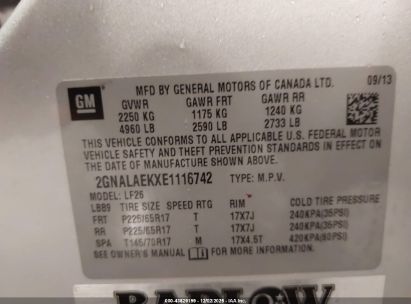 MFD BY GENERAL MOTORS OF CANADA LTD. 09/13
GM
GVWR GAWR FRT GAWR RR
2250 KG 1175 KG 1240 KG
4960 LB 2590 LB 2733 LB
THIS VEHICLE CONFORMS TO ALL APPLICABLE U.S. FEDERAL MOTOR
VEHICLE SAFETY AND THEFT PREVENTION STANDARDS IN EFFECT ON
THE DATE OF MANUFACTURE SHOWN ABOVE.
2GNALAEKXE1116742 TYPE: M.P.V.
MODEL: LF26
LBB9 TIRE SIZE SPEED RTG RIM COLD TIRE PRESSURE
FRT P225/65R17 T 17X7J 240KPA(35PSI)
RR P225/65R17 T 17X7J 240KPA(35PSI)
SPA T145/70R17 M 17X4.5T 420KPA(60PSI)
SEE OWNER'S MANUAL FOR MORE INFORMATION.
BARLOW